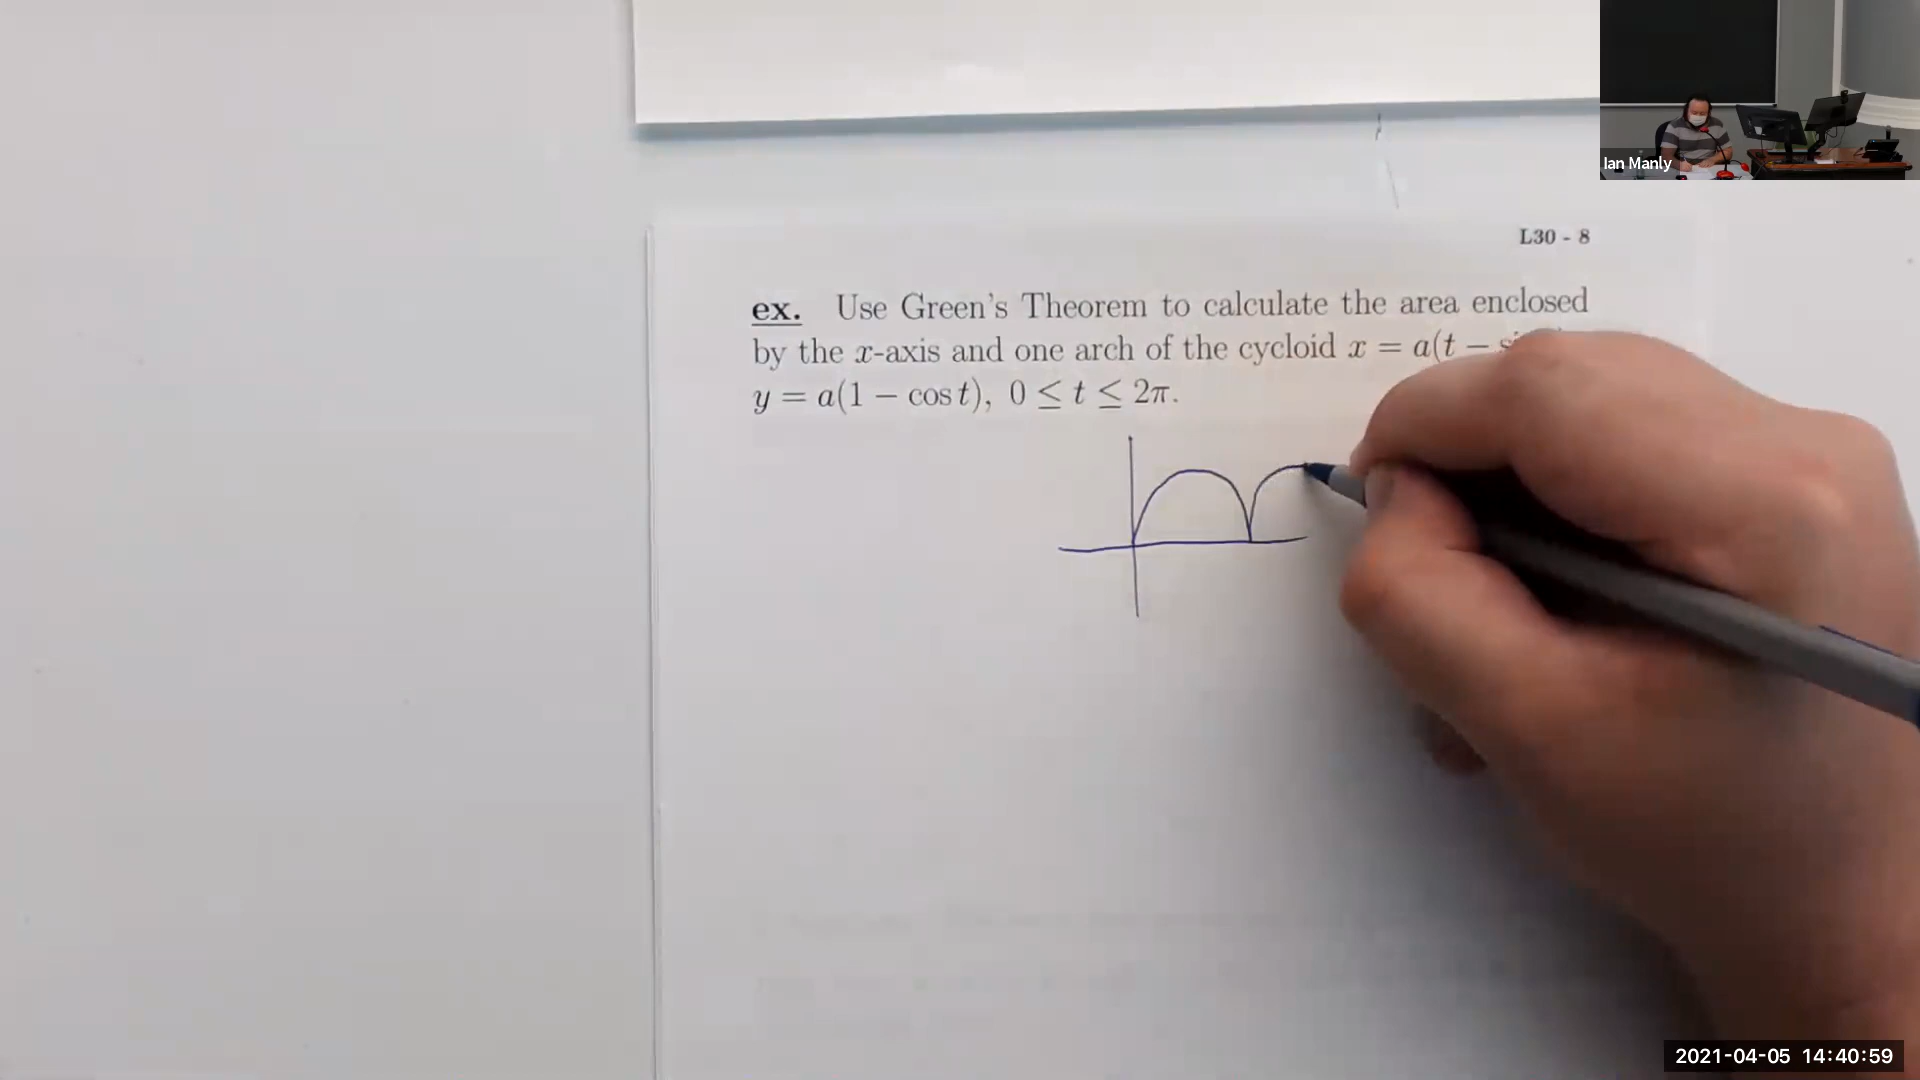 Ian Manly
L30 - 8
ex. Use Green's Theorem to calculate the area enclosed
by the x-axis and one arch of the cycloid x = a(t −
y = a(1 − cos t), 0 ≤ t ≤ 2π.
2021-04-05 14:40:59